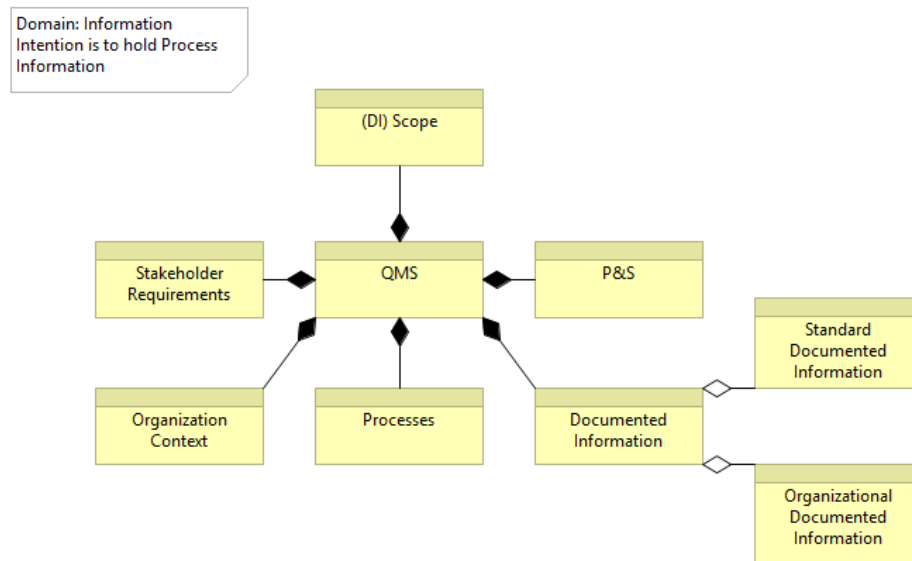 Domain: Information
Intention is to hold Process
Information
(DI) Scope
Stakeholder
Requirements
QMS
P&S
Standard
Documented
Information
Organization
Context
Processes
Documented
Information
Organizational
Documented
Information